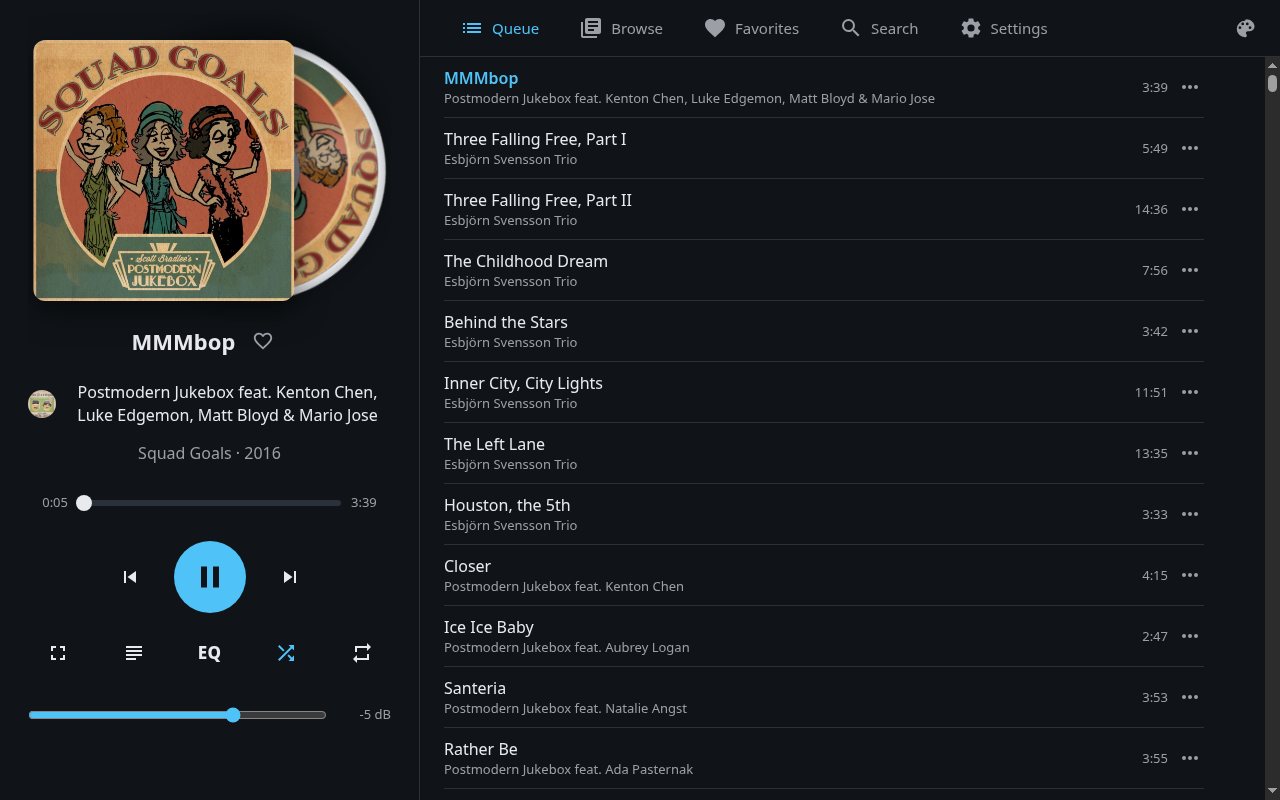 SQUAD GOALS
Scott Bradlee's
POSTMODERN
JUKEBOX
SQUAD GO
MMMbop
Postmodern Jukebox feat. Kenton Chen,
Luke Edgemon, Matt Bloyd & Mario Jose
Squad Goals · 2016
0:05
3:39
EQ
-5 dB
Queue
Browse
Favorites
Search
Settings
MMMbop
Postmodern Jukebox feat. Kenton Chen, Luke Edgemon, Matt Bloyd & Mario Jose
3:39
Three Falling Free, Part I
Esbjörn Svensson Trio
5:49
Three Falling Free, Part II
Esbjörn Svensson Trio
14:36
The Childhood Dream
Esbjörn Svensson Trio
7:56
Behind the Stars
Esbjörn Svensson Trio
3:42
Inner City, City Lights
Esbjörn Svensson Trio
11:51
The Left Lane
Esbjörn Svensson Trio
13:35
Houston, the 5th
Esbjörn Svensson Trio
3:33
Closer
Postmodern Jukebox feat. Kenton Chen
4:15
Ice Ice Baby
Postmodern Jukebox feat. Aubrey Logan
2:47
Santeria
Postmodern Jukebox feat. Natalie Angst
3:53
Rather Be
Postmodern Jukebox feat. Ada Pasternak
3:55